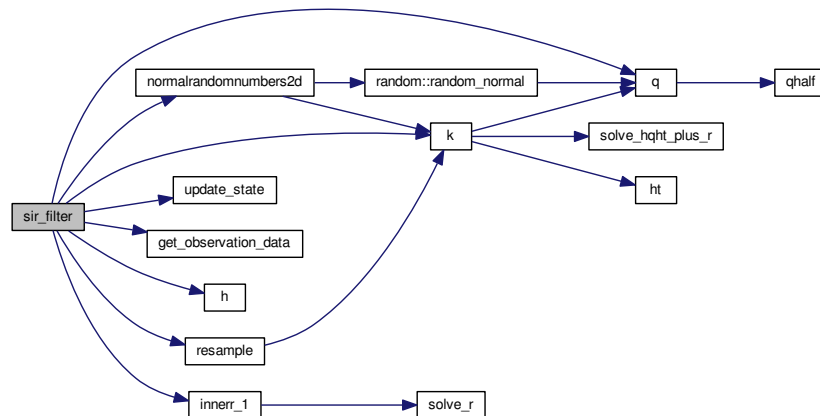 normalrandomnumbers2d
random::random_normal
q
qhalf
k
solve_hqht_plus_r
update_state
ht
sir_filter
get_observation_data
h
resample
innerr_1
solve_r